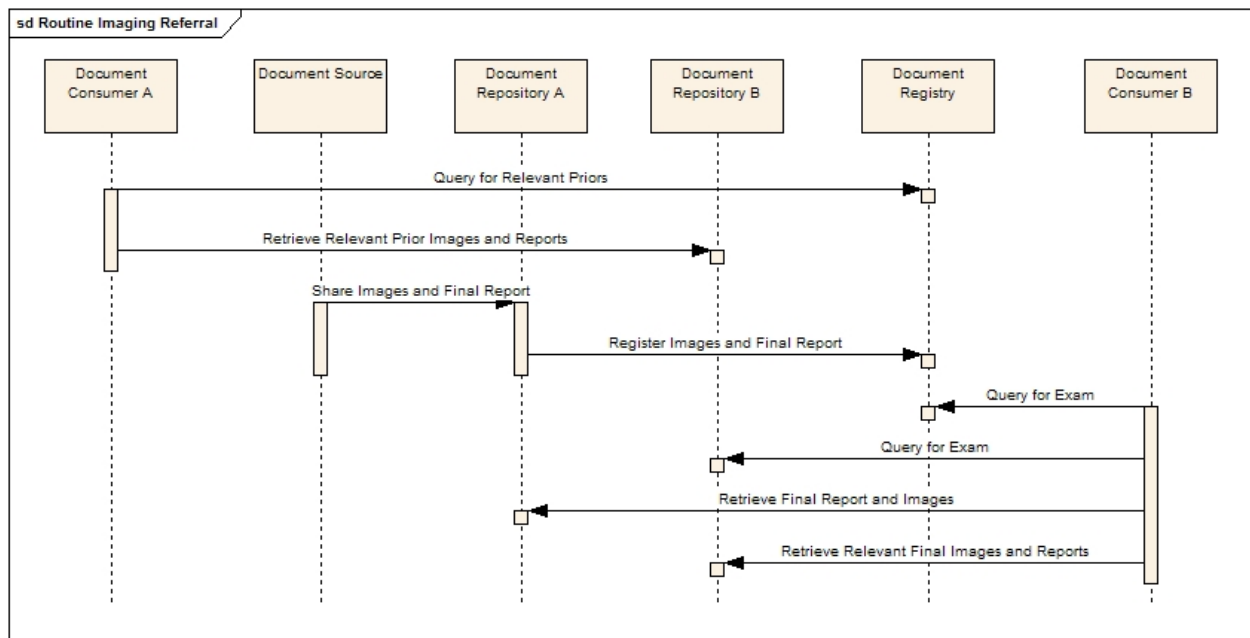 sd Routine Imaging Referral
Document
Consumer A
Document Source
Document
Repository A
Document
Repository B
Document
Registry
Document
Consumer B
Query for Relevant Priors
Retrieve Relevant Prior Images and Reports
Share Images and Final Report
Register Images and Final Report
Query for Exam
Query for Exam
Retrieve Final Report and Images
Retrieve Relevant Final Images and Reports